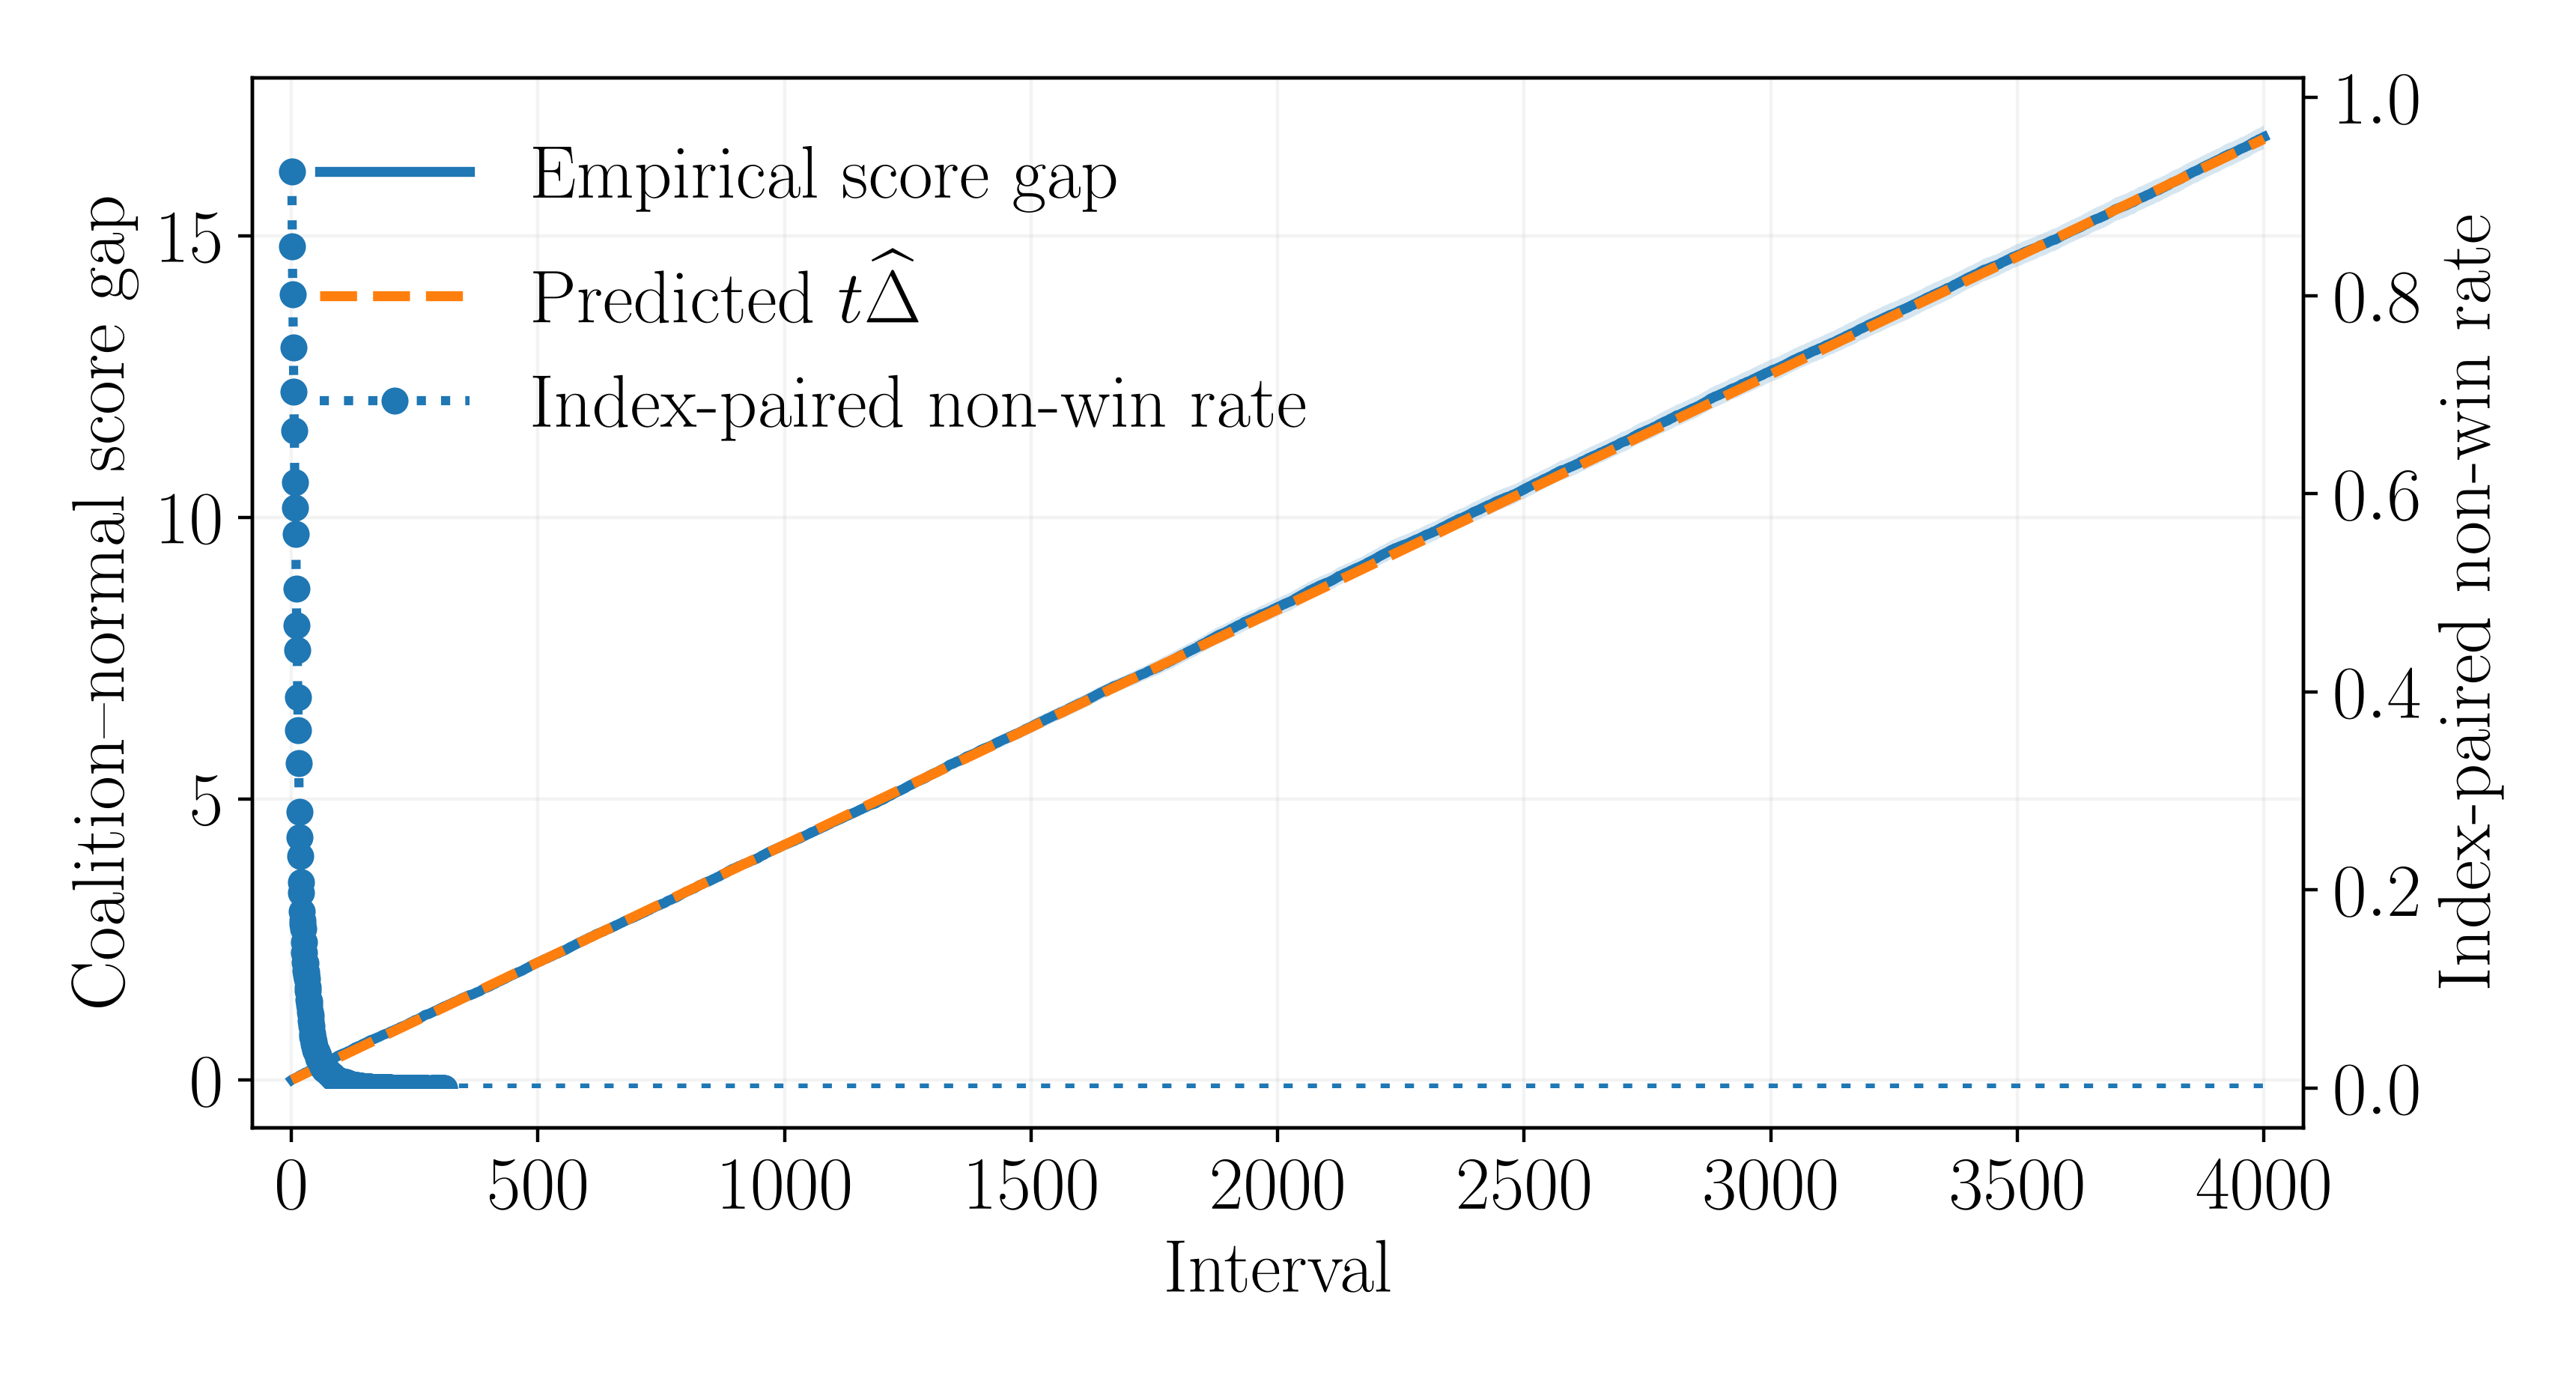 Empirical score gap
Predicted $t\widehat{\Delta}$
Index-paired non-win rate
Coalition–normal score gap
15
10
5
0
1.0
0.8
0.6
0.4
0.2
0.0
Index-paired non-win rate
0 500 1000 1500 2000 2500 3000 3500 4000
Interval